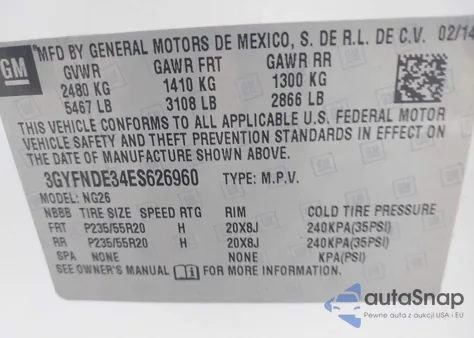 GM
MFD BY GENERAL MOTORS DE MEXICO, S. DE R.L. DE C.V. 02/14
GVWR GAWR FRT GAWR RR
2480 KG 1410 KG 1300 KG
5467 LB 3108 LB 2866 LB
THIS VEHICLE CONFORMS TO ALL APPLICABLE U.S. FEDERAL MOTOR
VEHICLE SAFETY AND THEFT PREVENTION STANDARDS IN EFFECT ON
THE DATE OF MANUFACTURE SHOWN ABOVE.
3GYFNDE34ES626960 TYPE: M.P.V.
MODEL: NG26
NBBB TIRE SIZE SPEED RTG RIM COLD TIRE PRESSURE
FRT P235/55R20 H 20X8J 240KPA(35PSI)
RR P235/55R20 H 20X8J 240KPA(35PSI)
SPA NONE NONE KPA(PSI)
SEE OWNER'S MANUAL FOR MORE INFORMATION.
autoSnap
Pewne auta z aukcji USA i EU